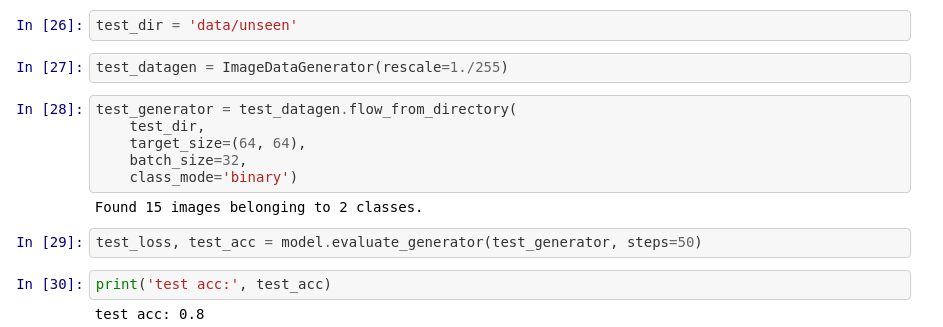 In [26]: test_dir = 'data/unseen'
In [27]: test_datagen = ImageDataGenerator(rescale=1./255)
In [28]: test_generator = test_datagen.flow_from_directory(
    test_dir,
    target_size=(64, 64),
    batch_size=32,
    class_mode='binary')
Found 15 images belonging to 2 classes.
In [29]: test_loss, test_acc = model.evaluate_generator(test_generator, steps=50)
In [30]: print('test acc:', test_acc)
test acc: 0.8